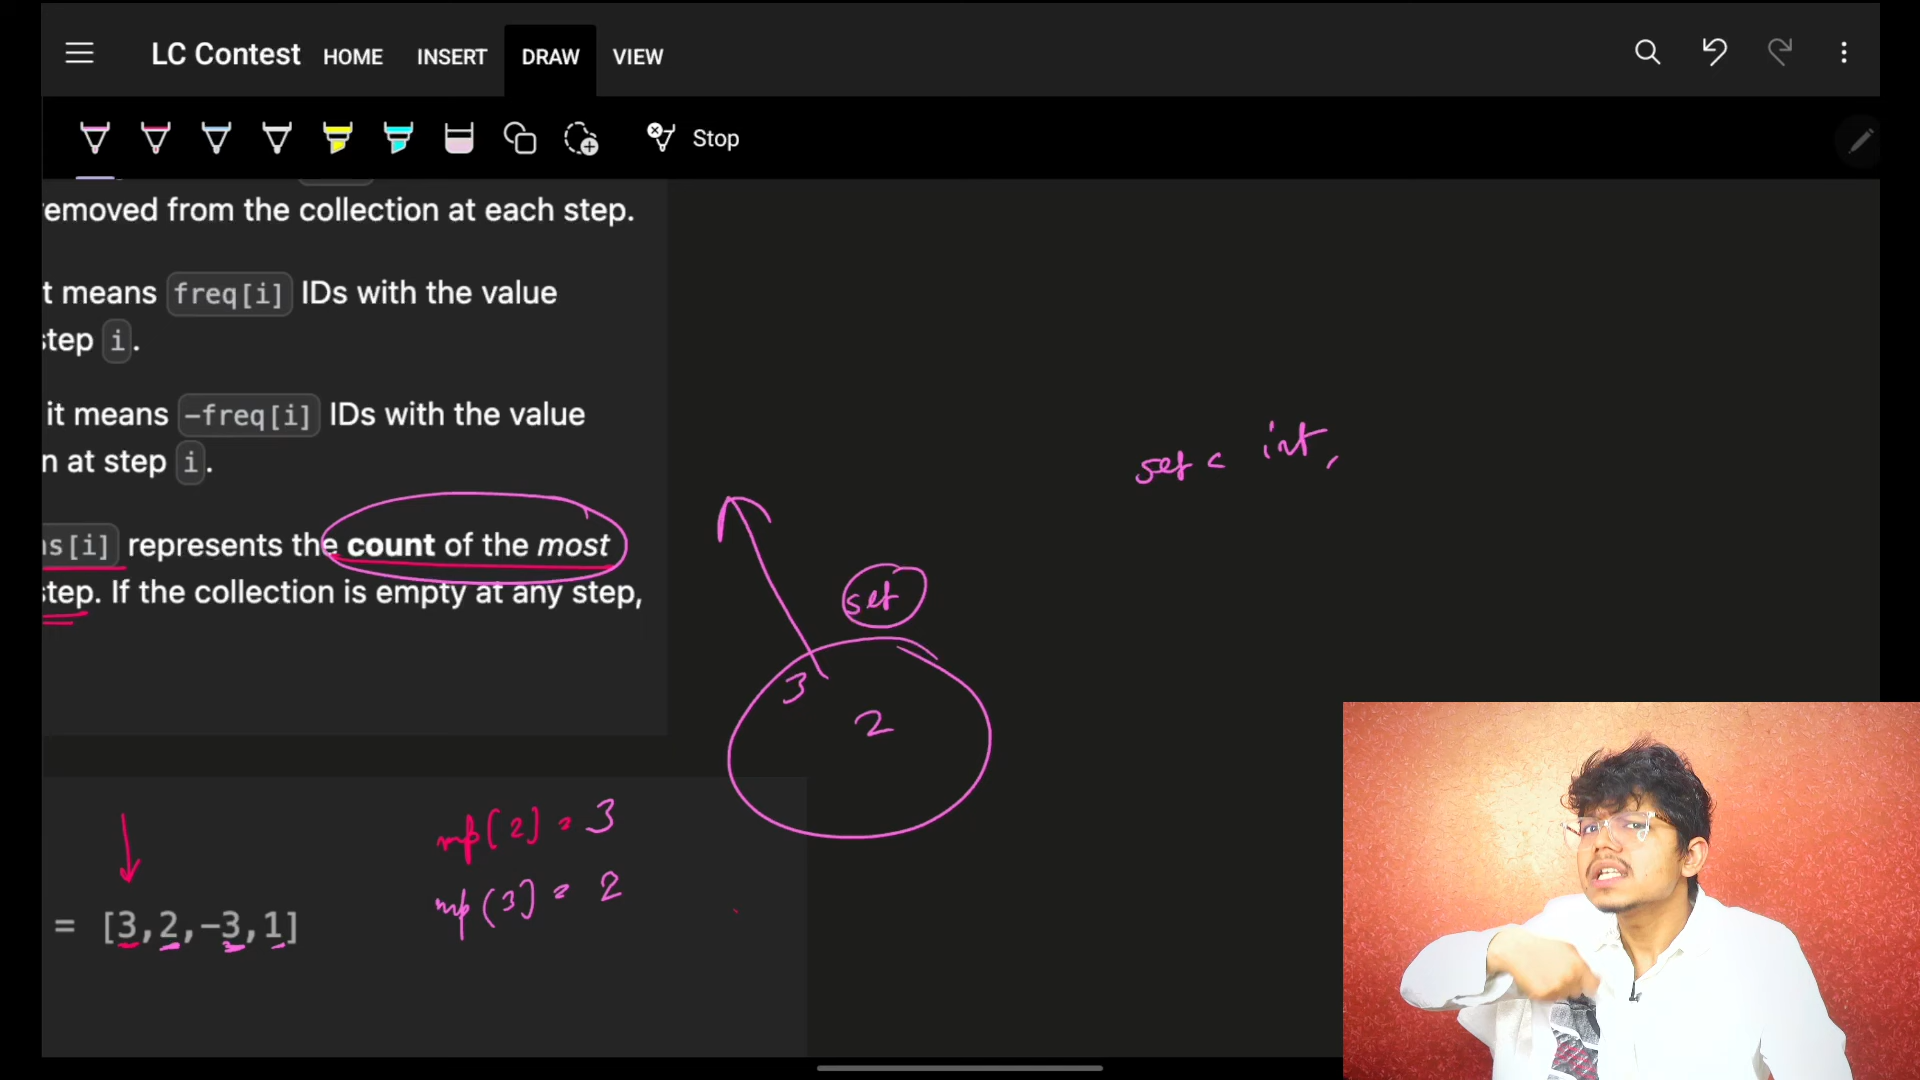 LC Contest HOME INSERT DRAW VIEW
Stop
emoved from the collection at each step.
t means freq[i] IDs with the value
step i.
it means -freq[i] IDs with the value
n at step i.
ns[i] represents the count of the most
step. If the collection is empty at any step,
set < int,
set
3
2
mp(2] = 3
mp(3] = 2
= [3,2,-3,1]